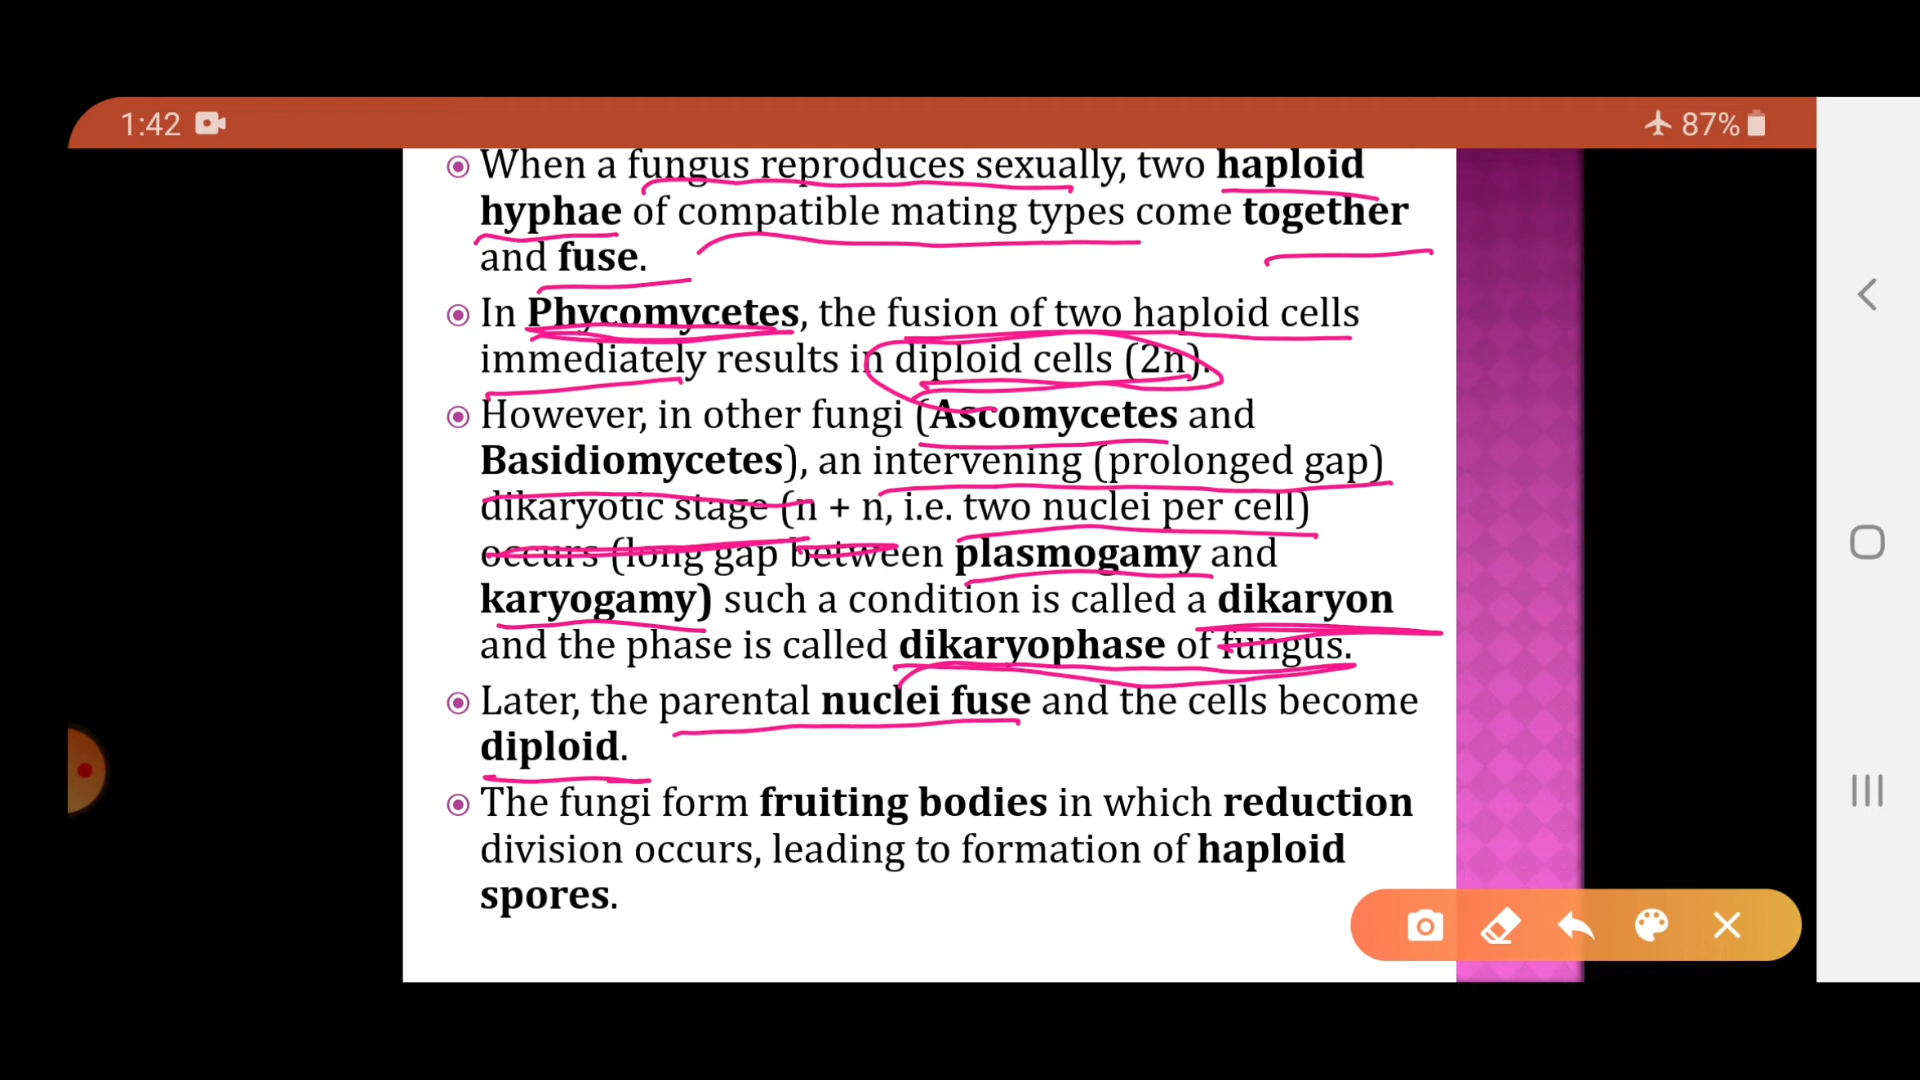 1:42
87%
When a fungus reproduces sexually, two haploid
hyphae of compatible mating types come together
and fuse.
In Phycomycetes, the fusion of two haploid cells
immediately results in diploid cells (2n).
However, in other fungi (Ascomycetes and
Basidiomycetes), an intervening (prolonged gap)
dikaryotic stage (n + n, i.e. two nuclei per cell)
occurs (long gap between plasmogamy and
karyogamy) such a condition is called a dikaryon
and the phase is called dikaryophase of fungus.
Later, the parental nuclei fuse and the cells become
diploid.
The fungi form fruiting bodies in which reduction
division occurs, leading to formation of haploid
spores.